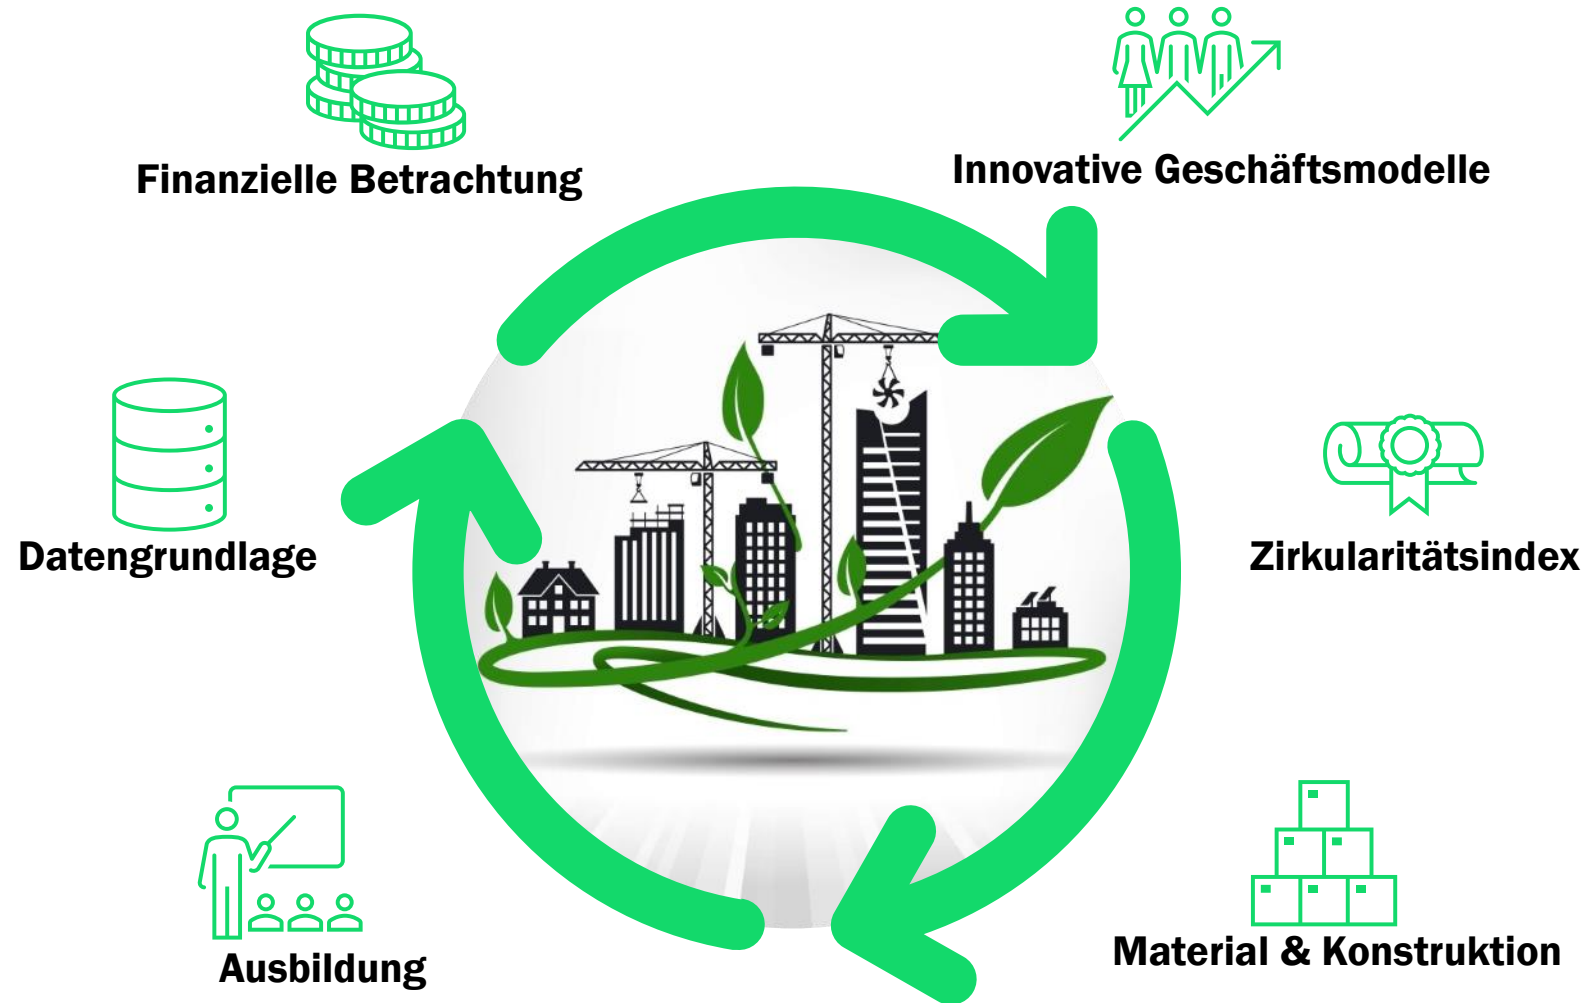 Finanzielle Betrachtung
Innovative Geschäftsmodelle
Datengrundlage
Zirkularitätsindex
Ausbildung
Material & Konstruktion